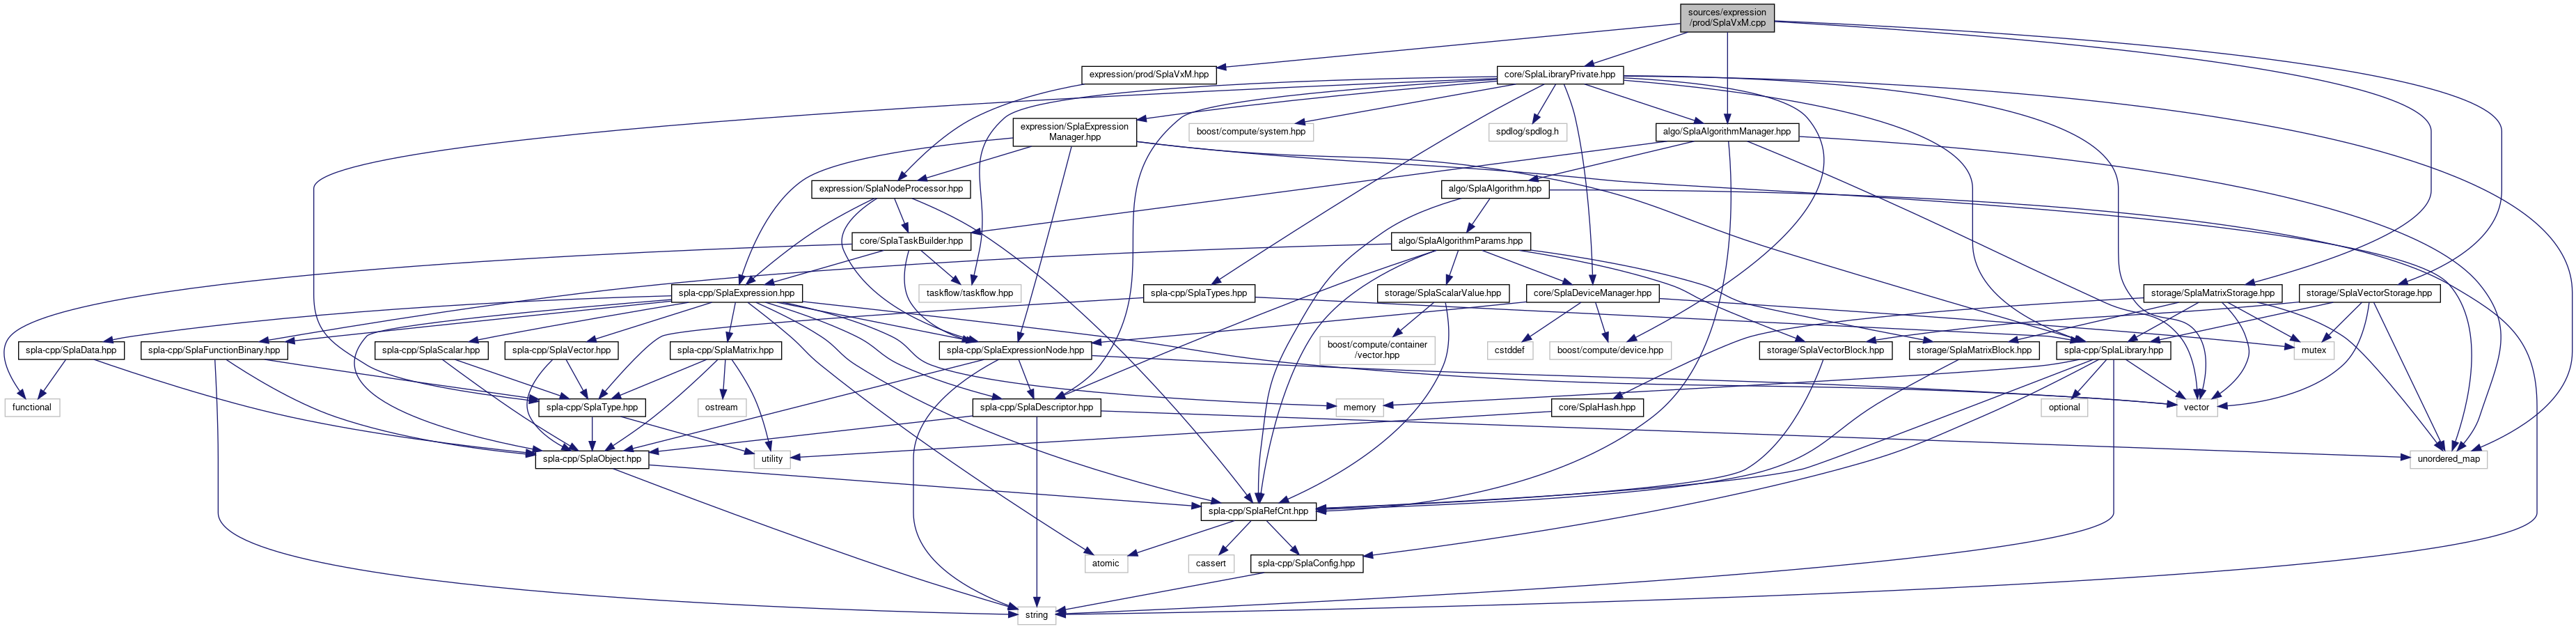 sources/expression
/prod/SplaVxM.cpp
expression/prod/SplaVxM.hpp
core/SplaLibraryPrivate.hpp
expression/SplaExpression
Manager.hpp
boost/compute/system.hpp
spdlog/spdlog.h
algo/SplaAlgorithmManager.hpp
expression/SplaNodeProcessor.hpp
algo/SplaAlgorithm.hpp
core/SplaTaskBuilder.hpp
algo/SplaAlgorithmParams.hpp
spla-cpp/SplaExpression.hpp
taskflow/taskflow.hpp
spla-cpp/SplaTypes.hpp
storage/SplaScalarValue.hpp
core/SplaDeviceManager.hpp
storage/SplaMatrixStorage.hpp
storage/SplaVectorStorage.hpp
spla-cpp/SplaData.hpp
spla-cpp/SplaFunctionBinary.hpp
spla-cpp/SplaScalar.hpp
spla-cpp/SplaVector.hpp
spla-cpp/SplaMatrix.hpp
spla-cpp/SplaExpressionNode.hpp
boost/compute/container
/vector.hpp
cstddef
boost/compute/device.hpp
storage/SplaVectorBlock.hpp
storage/SplaMatrixBlock.hpp
spla-cpp/SplaLibrary.hpp
mutex
functional
spla-cpp/SplaType.hpp
ostream
spla-cpp/SplaDescriptor.hpp
memory
core/SplaHash.hpp
optional
vector
spla-cpp/SplaObject.hpp
utility
unordered_map
spla-cpp/SplaRefCnt.hpp
atomic
cassert
spla-cpp/SplaConfig.hpp
string